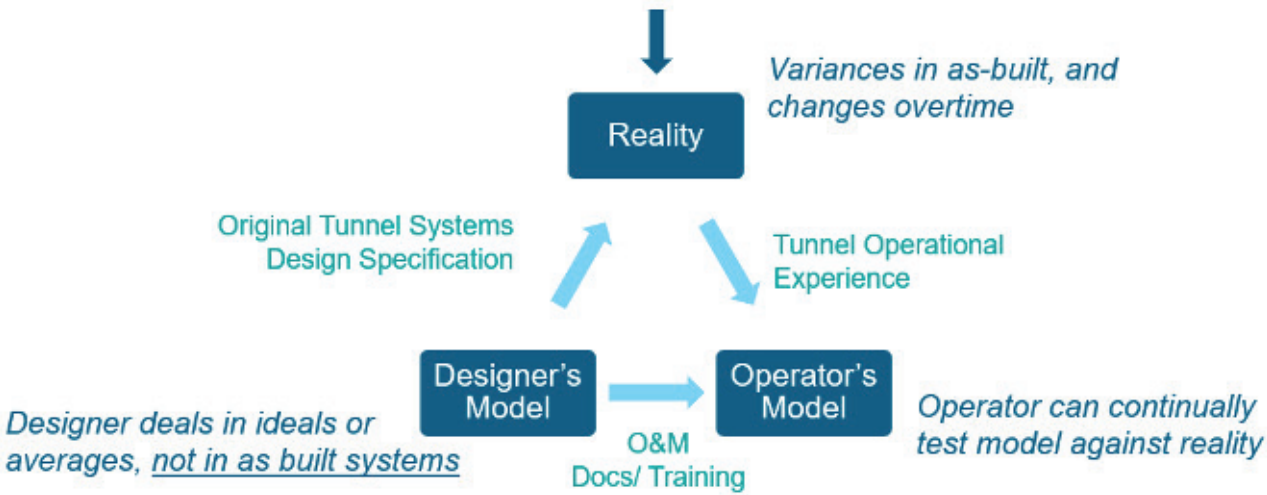 Variances in as-built, and
changes overtime
Reality
Original Tunnel Systems
Design Specification
Tunnel Operational
Experience
Designer's
Model
Operator's
Model
Designer deals in ideals or
averages, not in as built systems
O&M
Docs/ Training
Operator can continually
test model against reality